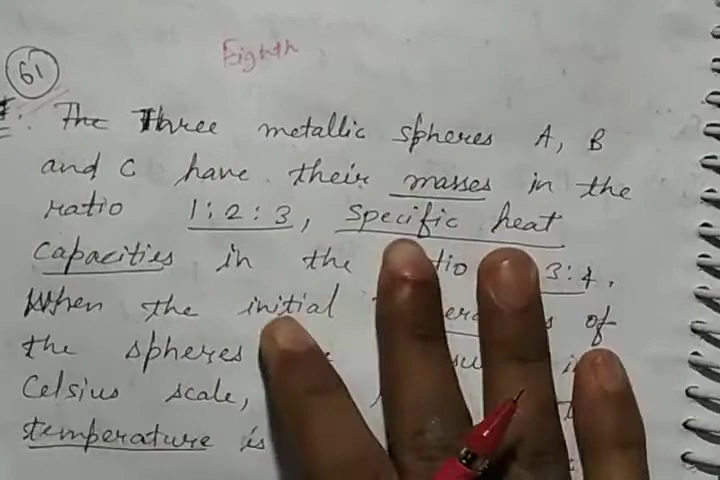 Eighth
61
The Three metallic spheres A, B
and C have their masses in the
ratio 1:2:3, specific heat
capacities in the 3:4.
When the initial of
the spheres
Celsius scale,
temperature is